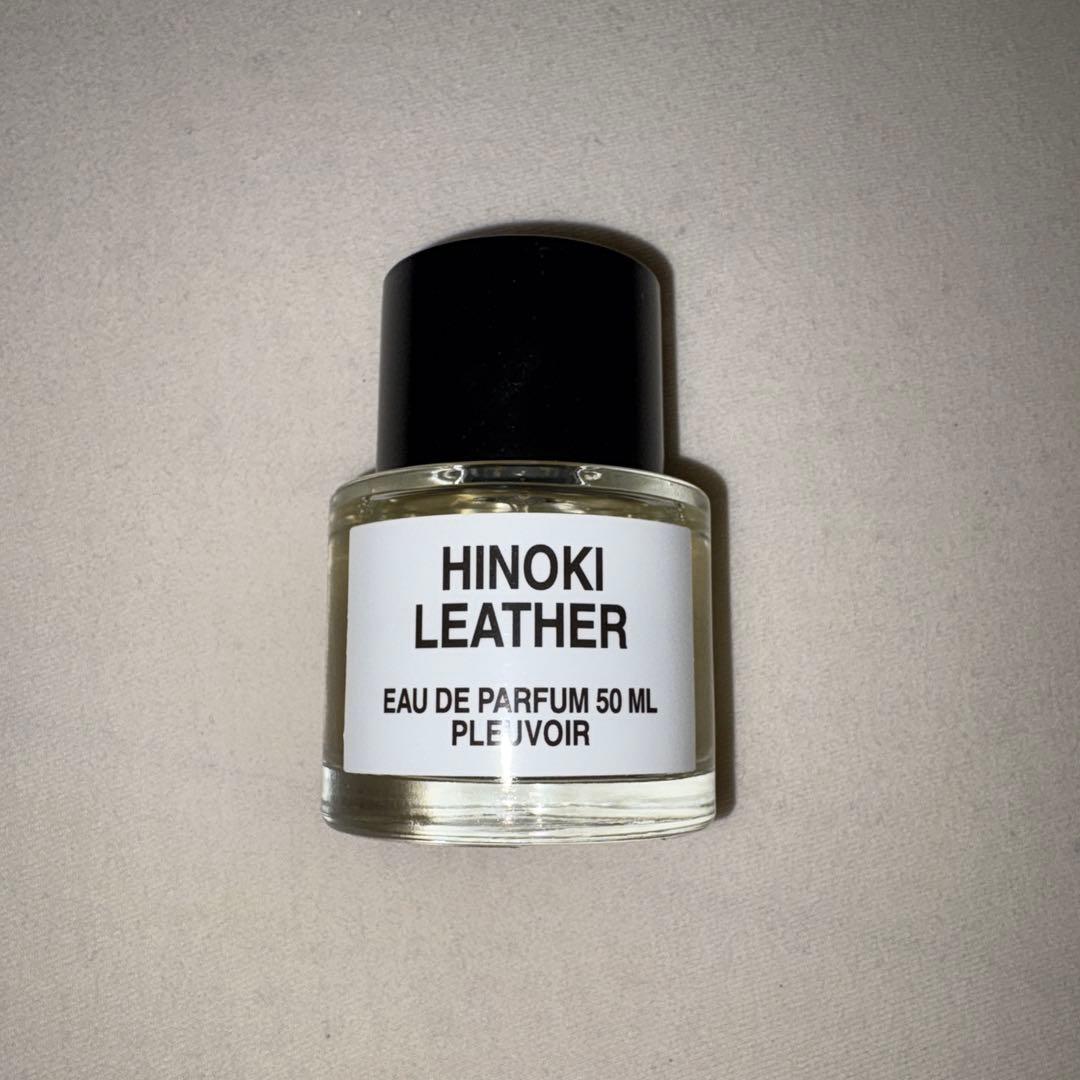 HINOKI
LEATHER
EAU DE PARFUM 50 ML
PLEUVOIR